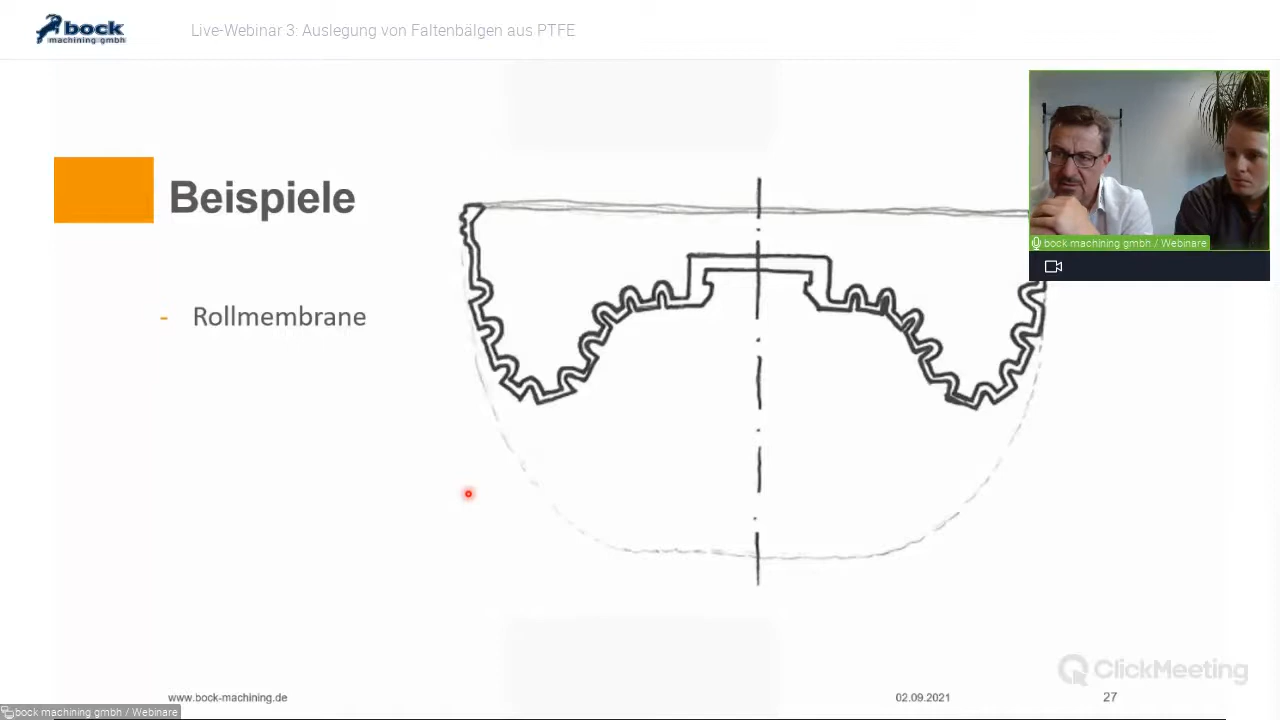 bock
machining gmbh
Live-Webinar 3: Auslegung von Faltenbälgen aus PTFE
Beispiele
- Rollmembrane
bock machining gmbh / Webinare
ClickMeeting
www.bock-machining.de
02.09.2021
27
bock machining gmbh / Webinare